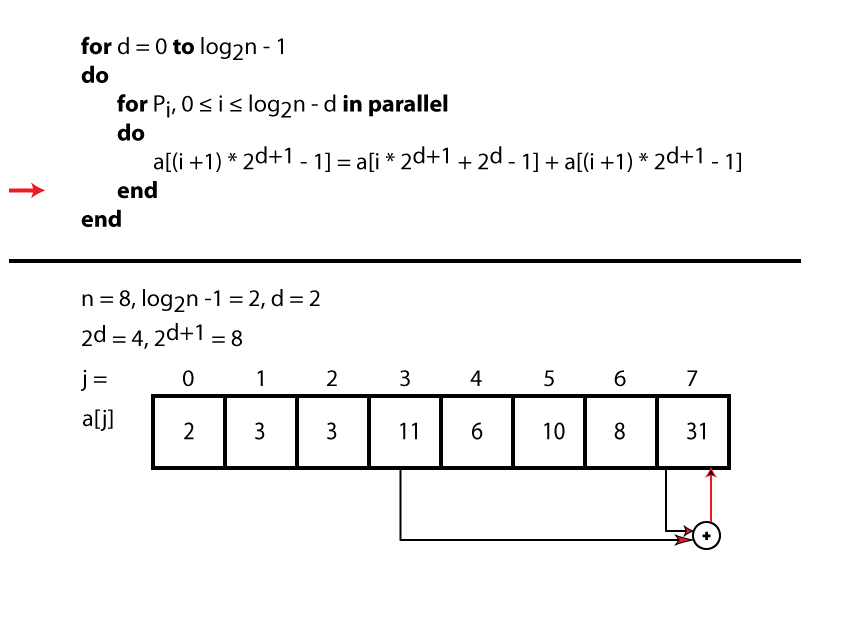 for d = 0 to log₂n - 1
do
for Pᵢ, 0 ≤ i ≤ log₂n - d in parallel
do
a[(i +1) * 2ᵈ⁺¹ - 1] = a[i * 2ᵈ⁺¹ + 2ᵈ - 1] + a[(i +1) * 2ᵈ⁺¹ - 1]
end
end
n = 8, log₂n -1 = 2, d = 2
2ᵈ = 4, 2ᵈ⁺¹ = 8
j = 0 1 2 3 4 5 6 7
a[j] 2 3 3 11 6 10 8 31
+